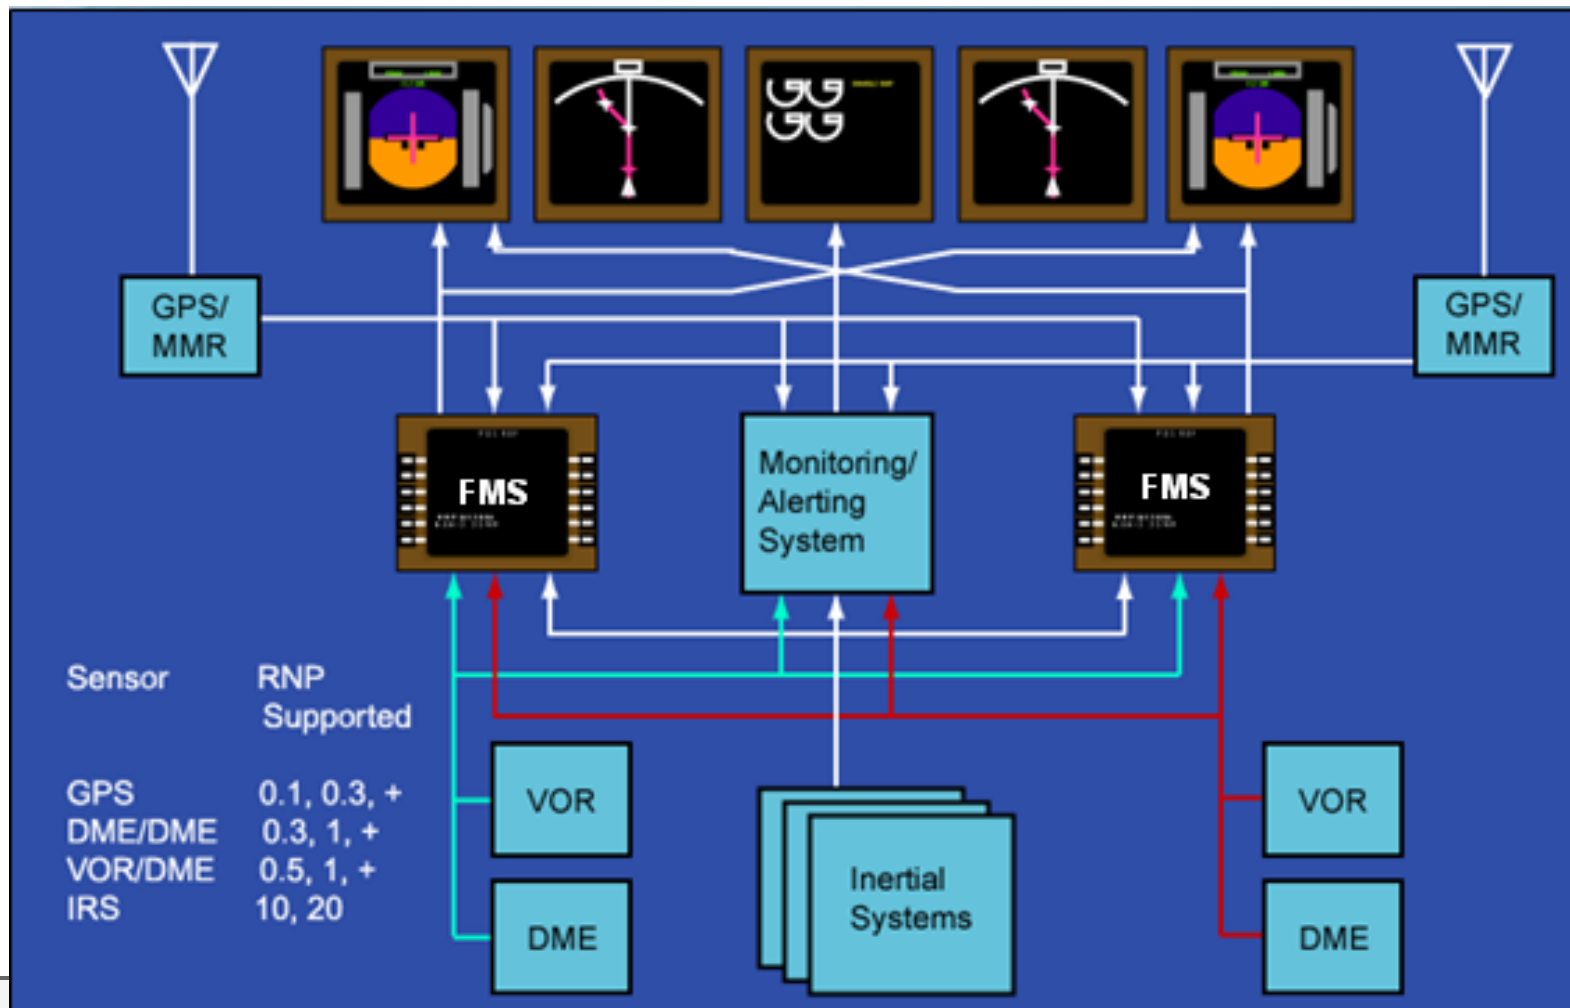 GPS/
MMR
GPS/
MMR
FMS
Monitoring/
Alerting
System
FMS
Sensor RNP
Supported
GPS 0.1, 0.3, +
DME/DME 0.3, 1, +
VOR/DME 0.5, 1, +
IRS 10, 20
VOR
DME
Inertial
Systems
VOR
DME